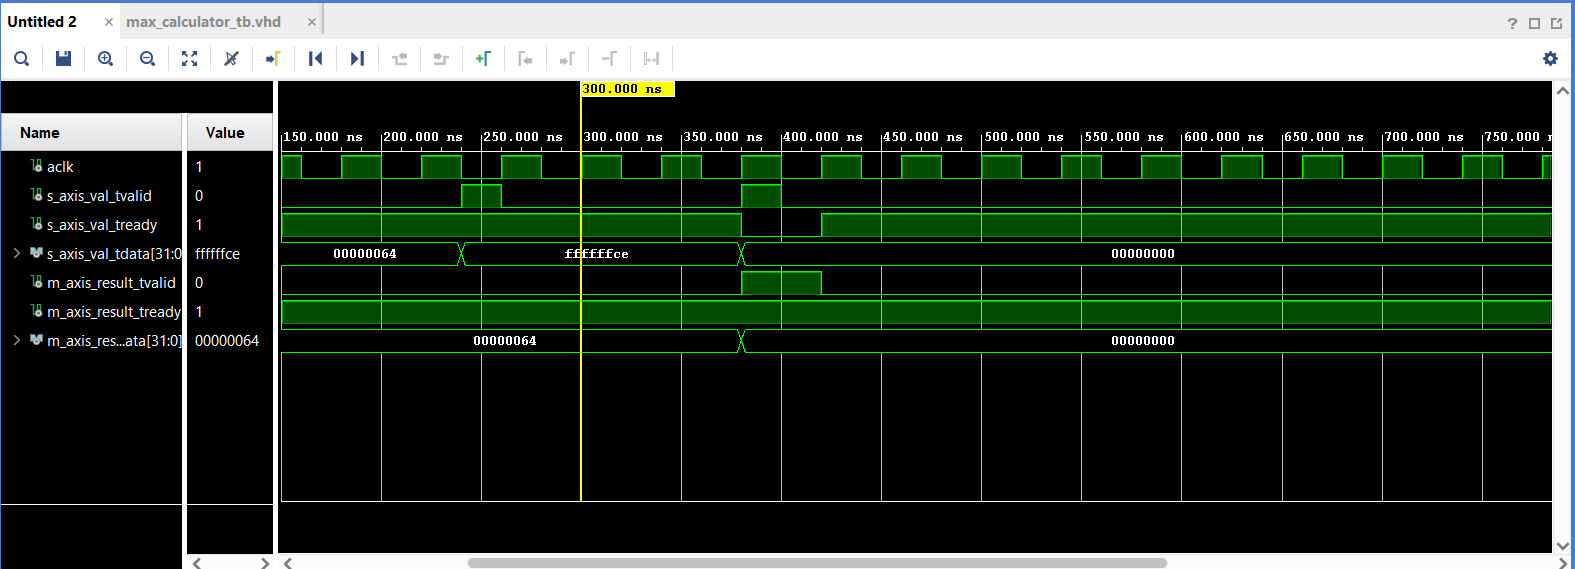 Untitled 2 × max_calculator_tb.vhd ×
?
300.000 ns
Name Value
150.000 ns 200.000 ns 250.000 ns 300.000 ns 350.000 ns 400.000 ns 450.000 ns 500.000 ns 550.000 ns 600.000 ns 650.000 ns 700.000 ns 750.000 n
aclk 1
s_axis_val_tvalid 0
s_axis_val_tready 1
s_axis_val_tdata[31:0 ffffffce 00000064 ffffffce 00000000
m_axis_result_tvalid 0
m_axis_result_tready 1
m_axis_res...ata[31:0] 00000064 00000064 00000000